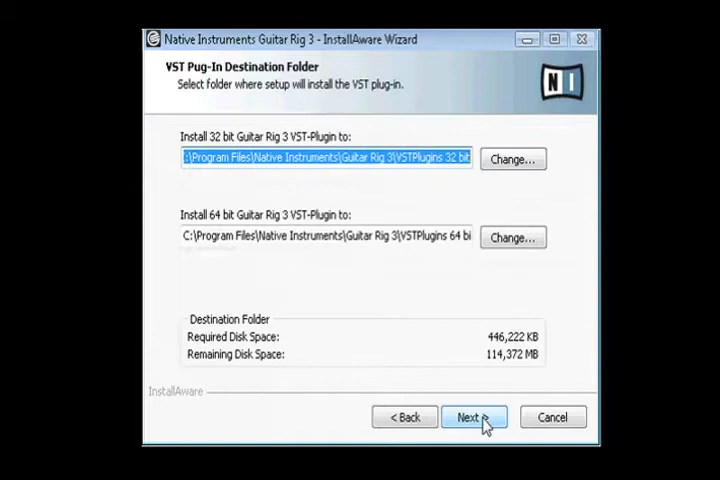 Native Instruments Guitar Rig 3 - InstallAware Wizard
VST Pug-In Destination Folder
Select folder where setup will install the VST plug-in.
NI
Install 32 bit Guitar Rig 3 VST-Plugin to:
:\Program Files\Native Instruments\Guitar Rig 3\VSTPlugins 32 bit
Change...
Install 64 bit Guitar Rig 3 VST-Plugin to:
C:\Program Files\Native Instruments\Guitar Rig 3\VSTPlugins 64 bi
Change...
Destination Folder
Required Disk Space: 446,222 KB
Remaining Disk Space: 114,372 MB
InstallAware
< Back Next > Cancel